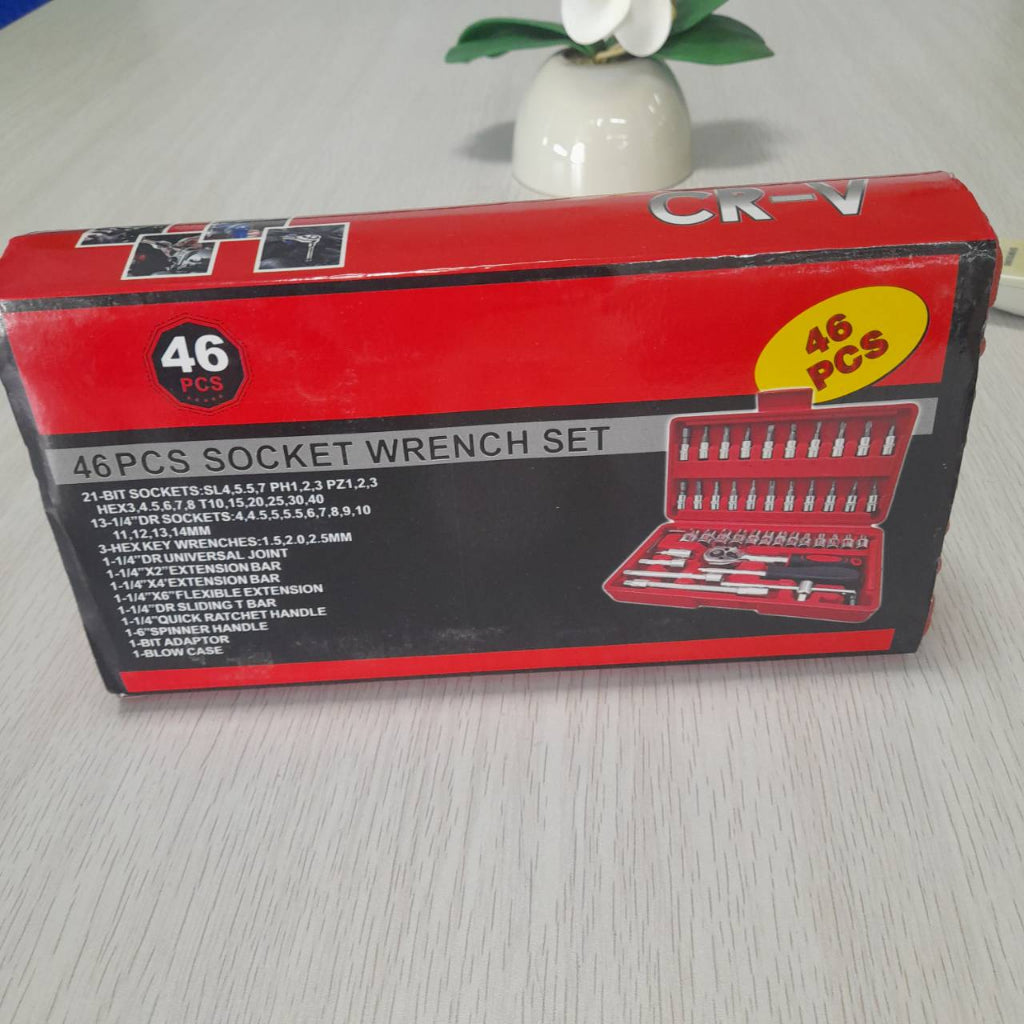 CR-V
46
PCS
46
PCS
46PCS SOCKET WRENCH SET
21-BIT SOCKETS:SL4,5.5,7 PH1,2,3 PZ1,2,3
HEX3,4.5,6,7,8 T10,15,20,25,30,40
13-1/4"DR SOCKETS:4,4.5,5,5.5,6,7,8,9,10
11,12,13,14MM
3-HEX KEY WRENCHES:1.5,2.0,2.5MM
1-1/4"DR UNIVERSAL JOINT
1-1/4"X2"EXTENSION BAR
1-1/4"X4'EXTENSION BAR
1-1/4"X6"FLEXIBLE EXTENSION
1-1/4"DR SLIDING T BAR
1-1/4"QUICK RATCHET HANDLE
1-6"SPINNER HANDLE
1-BIT ADAPTOR
1-BLOW CASE